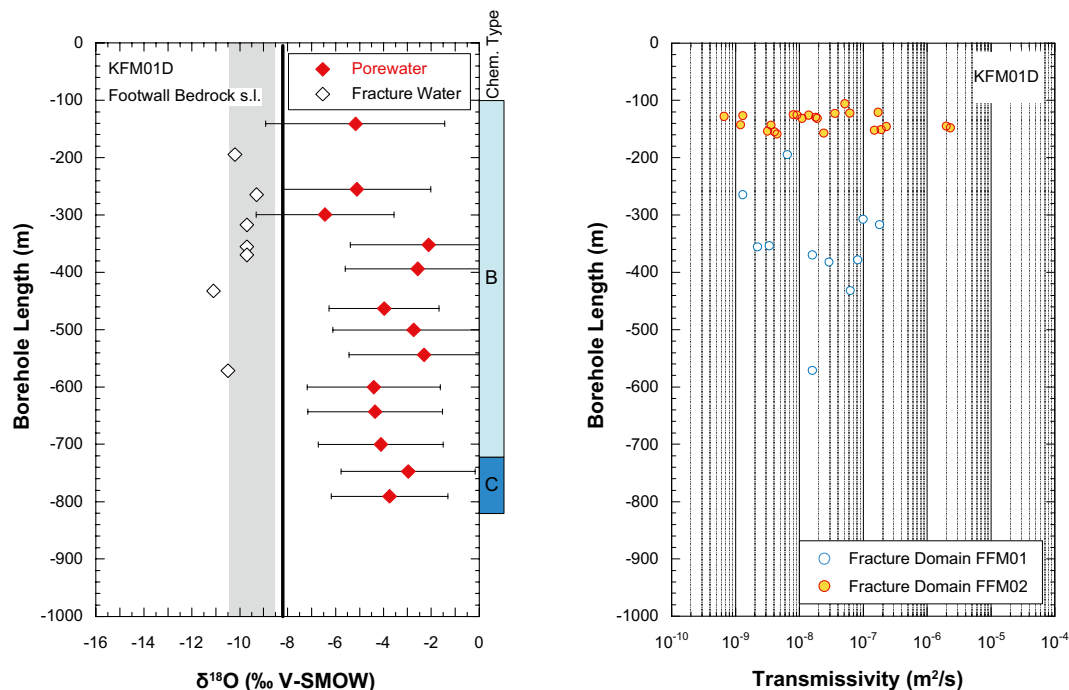 KFM01D
Footwall Bedrock s.l.
Porewater
Fracture Water
Chem. Type
B
C
0
-100
-200
-300
-400
-500
-600
-700
-800
-900
-1000
Borehole Length (m)
-16 -14 -12 -10 -8 -6 -4 -2 0
δ¹⁸O (‰ V-SMOW)
KFM01D
0
-100
-200
-300
-400
-500
-600
-700
-800
-900
-1000
Borehole Length (m)
Fracture Domain FFM01
Fracture Domain FFM02
10⁻¹⁰ 10⁻⁹ 10⁻⁸ 10⁻⁷ 10⁻⁶ 10⁻⁵ 10⁻⁴
Transmissivity (m²/s)